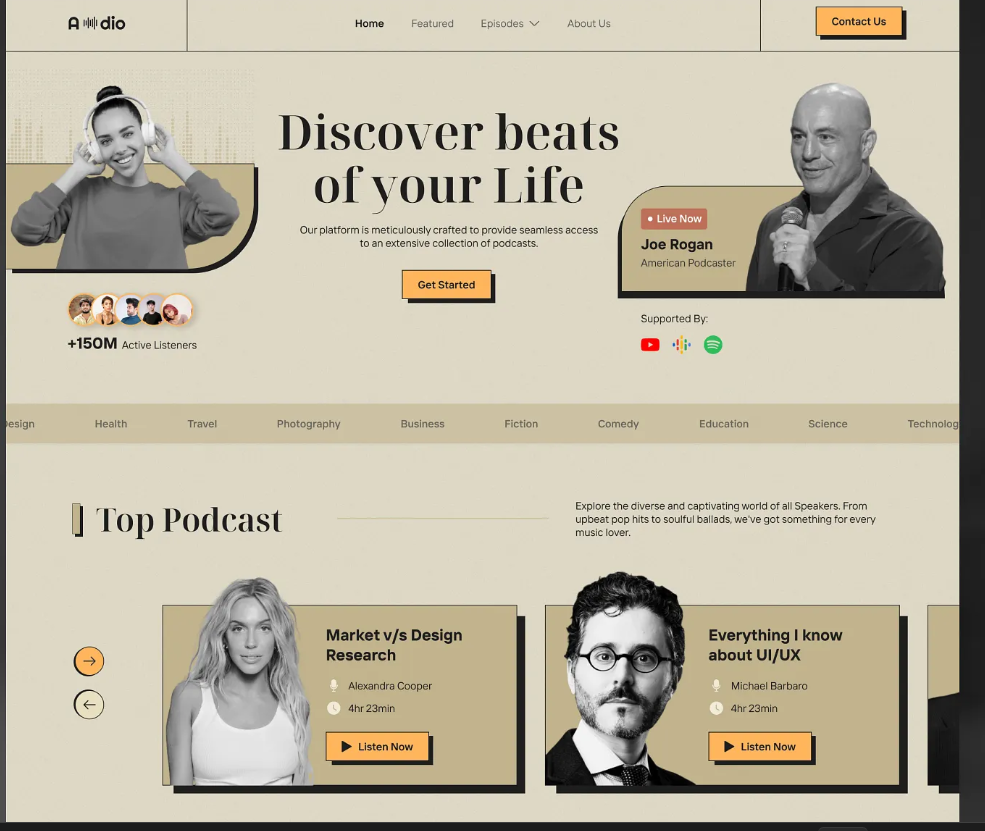 A dio
Home Featured Episodes About Us
Contact Us
Discover beats
of your Life
Our platform is meticulously crafted to provide seamless access
to an extensive collection of podcasts.
Get Started
+150M Active Listeners
Live Now
Joe Rogan
American Podcaster
Supported By:
esign Health Travel Photography Business Fiction Comedy Education Science Technolog
Top Podcast
Explore the diverse and captivating world of all Speakers. From
upbeat pop hits to soulful ballads, we've got something for every
music lover.
Market v/s Design
Research
Alexandra Cooper
4hr 23min
Listen Now
Everything I know
about UI/UX
Michael Barbaro
4hr 23min
Listen Now